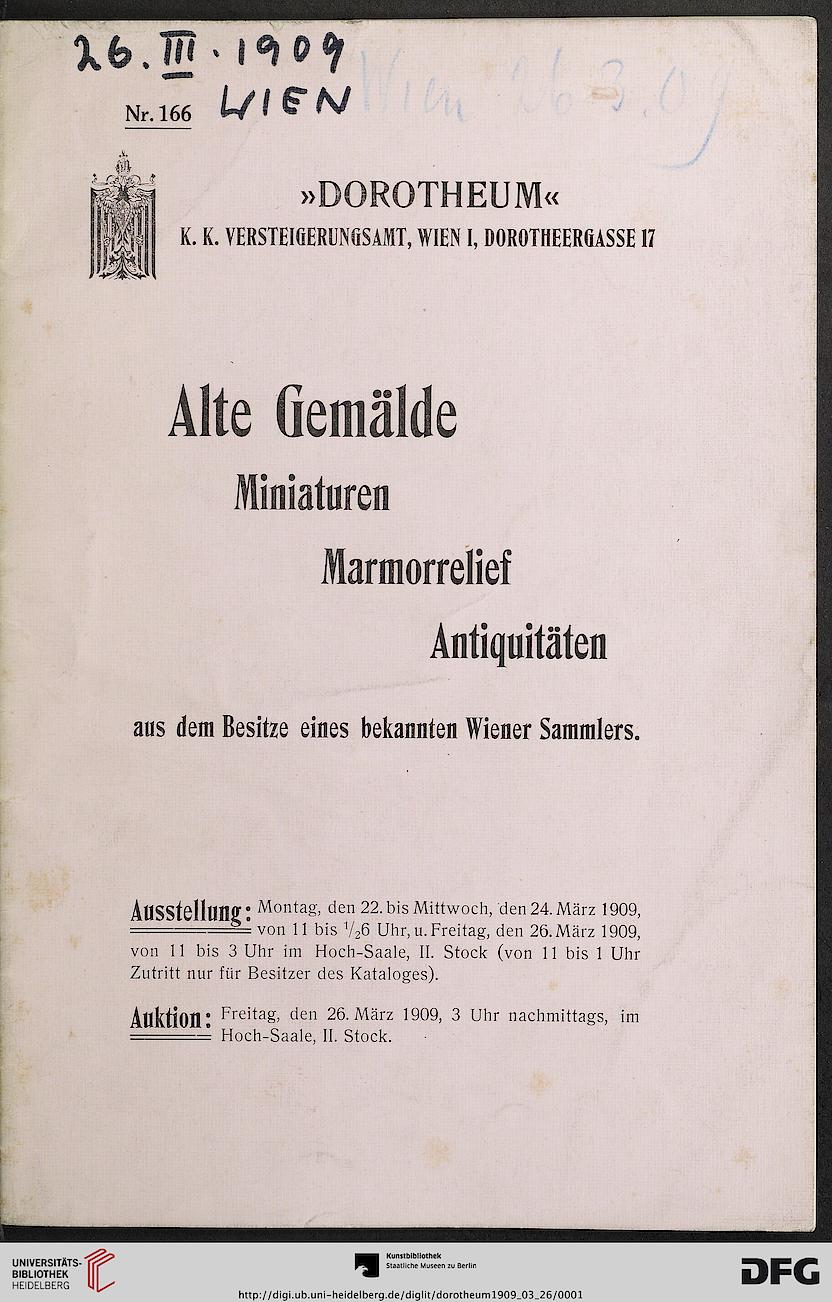 26. III. 1909
WIEN
Wien 26 3. 09
Nr. 166
»DOROTHEUM«
K. K. VERSTEIGERUNGSAMT, WIEN I, DOROTHEERGASSE 17
Alte Gemälde
Miniaturen
Marmorrelief
Antiquitäten
aus dem Besitze eines bekannten Wiener Sammlers.
Ausstellung: Montag, den 22. bis Mittwoch, den 24. März 1909,
von 11 bis 1/26 Uhr, u. Freitag, den 26. März 1909,
von 11 bis 3 Uhr im Hoch-Saale, II. Stock (von 11 bis 1 Uhr
Zutritt nur für Besitzer des Kataloges).
Auktion: Freitag, den 26. März 1909, 3 Uhr nachmittags, im
Hoch-Saale, II. Stock.
UNIVERSITÄTS-
BIBLIOTHEK
HEIDELBERG
Kunstbibliothek
Staatliche Museen zu Berlin
DFG
http://digi.ub.uni-heidelberg.de/diglit/dorotheum1909_03_26/0001